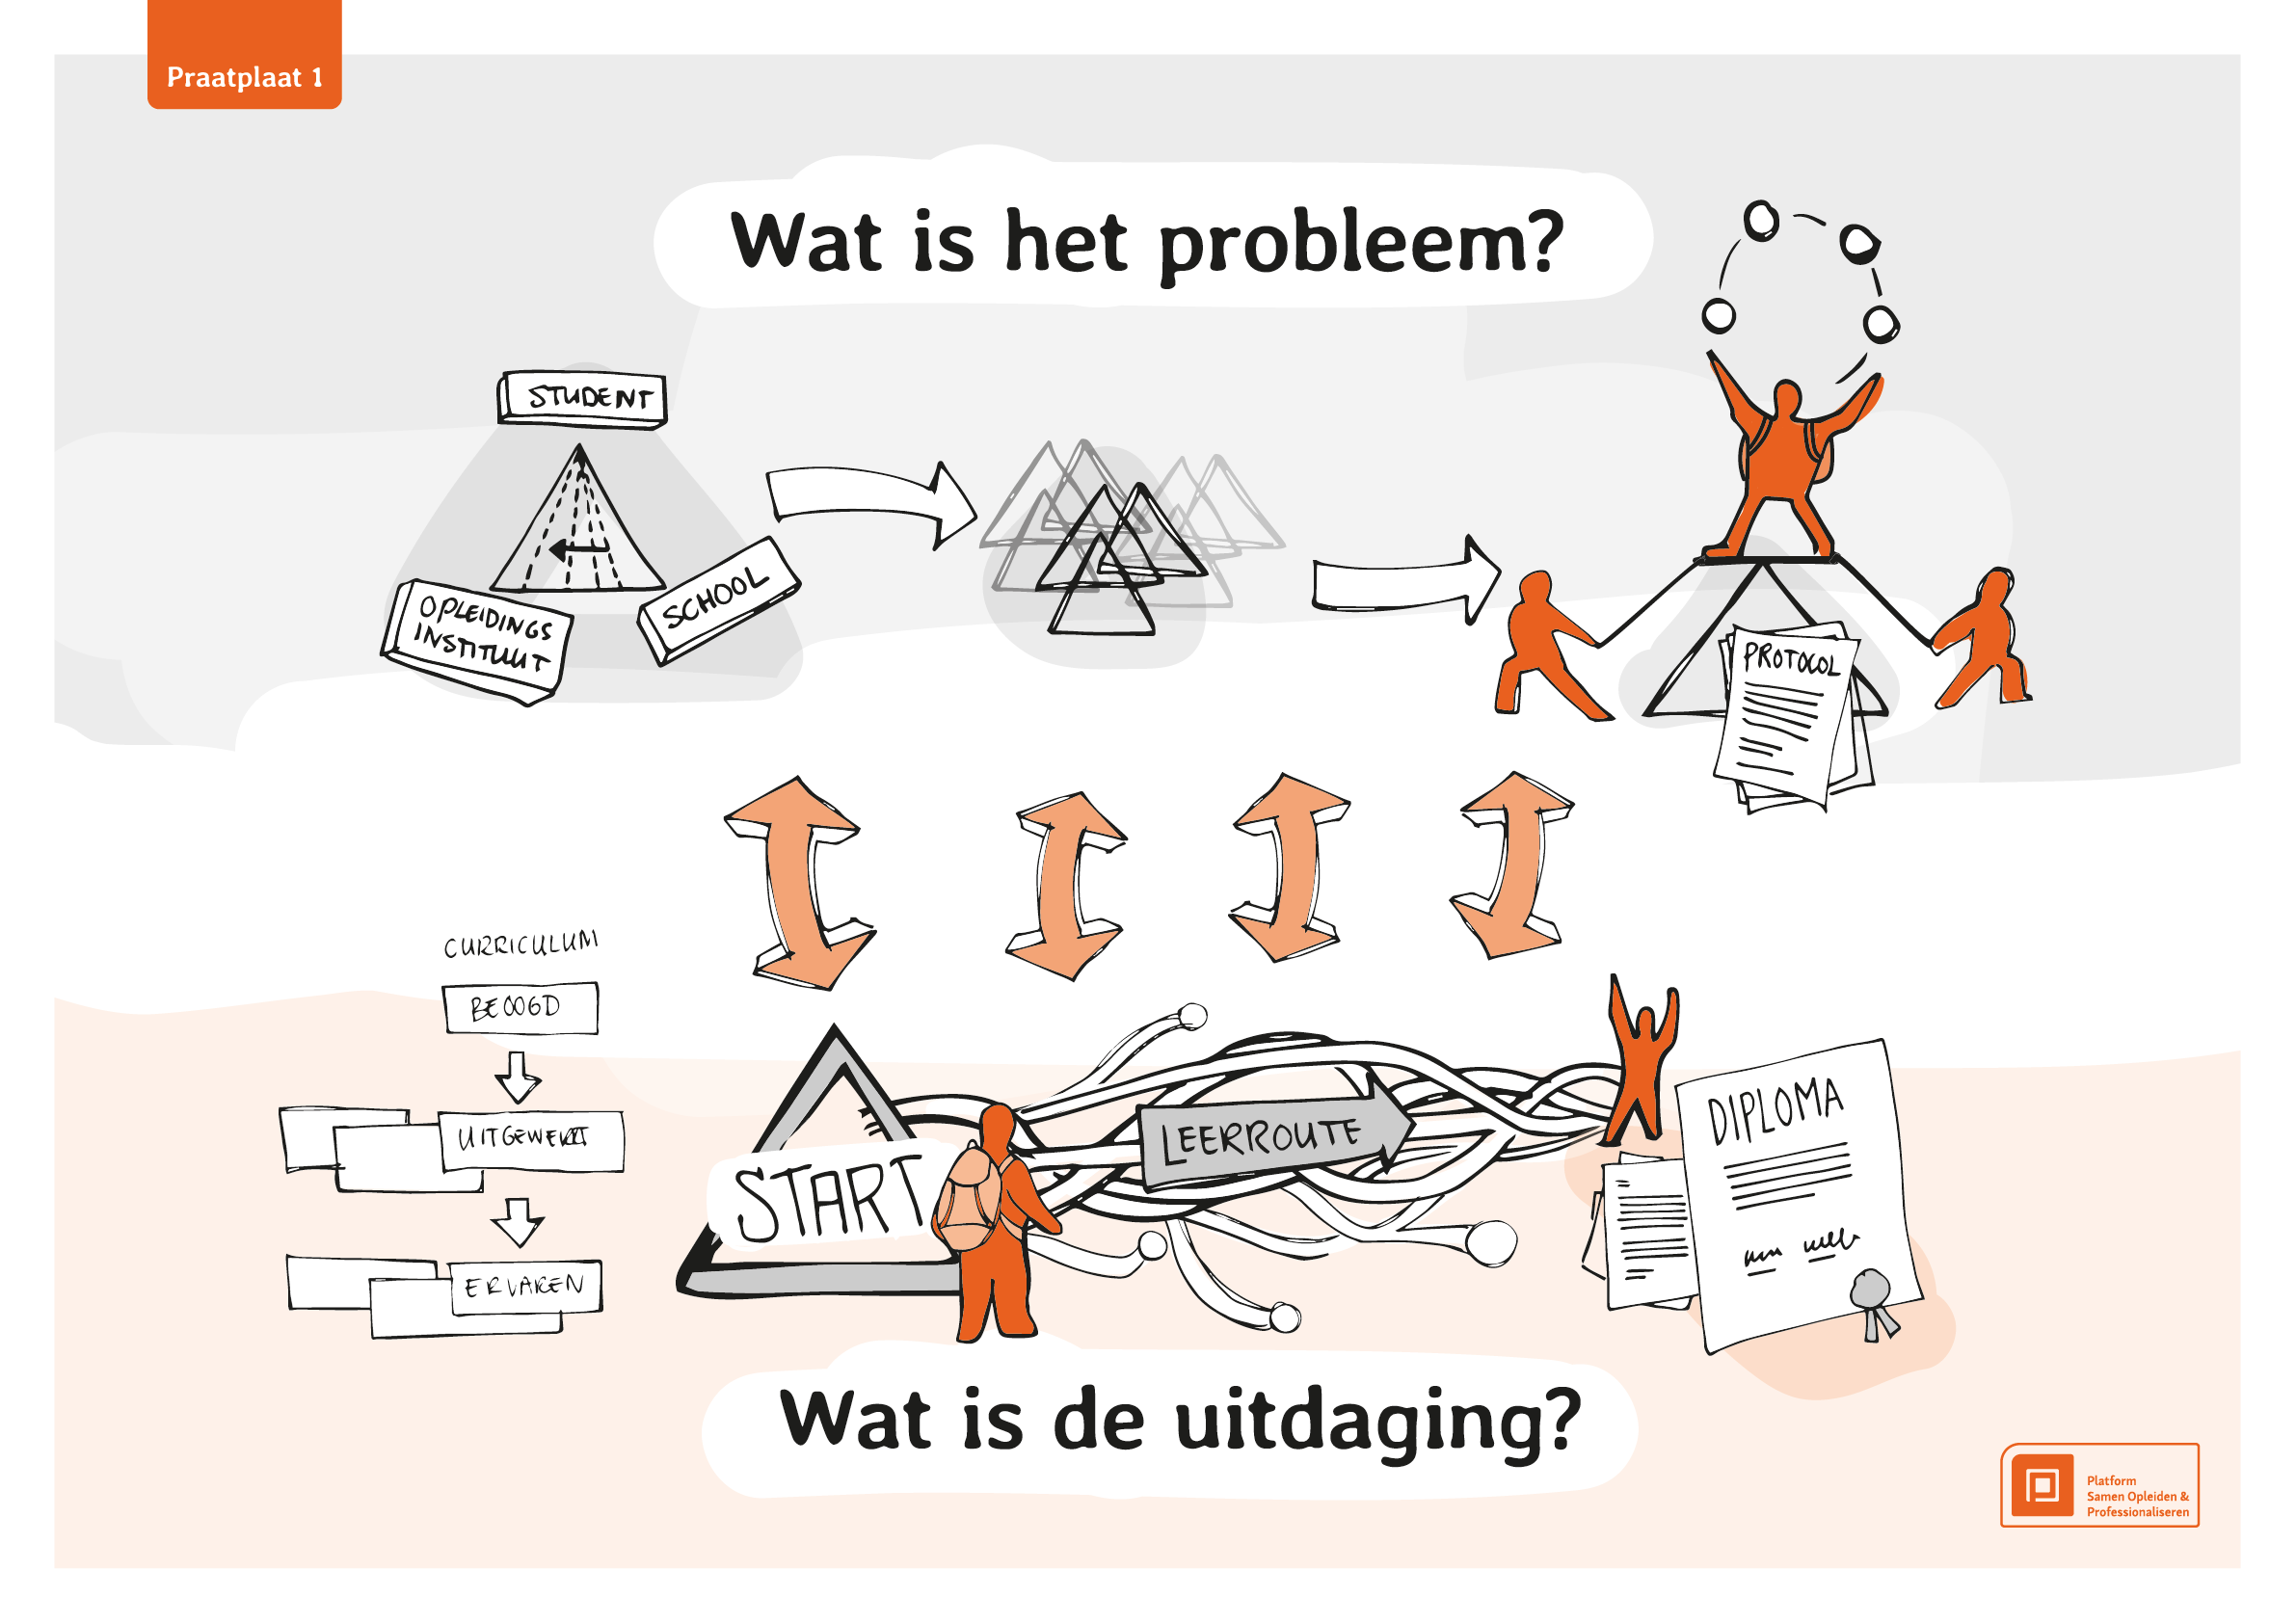 Praatplaat 1
Wat is het probleem?
STUDENT
OPLEIDINGS
INSTITUUT
SCHOOL
PROTOCOL
CURRICULUM
BEOOGD
UITGEWERKT
ERVAREN
START
LEERROUTE
DIPLOMA
Wat is de uitdaging?
Platform
Samen Opleiden &
Professionaliseren